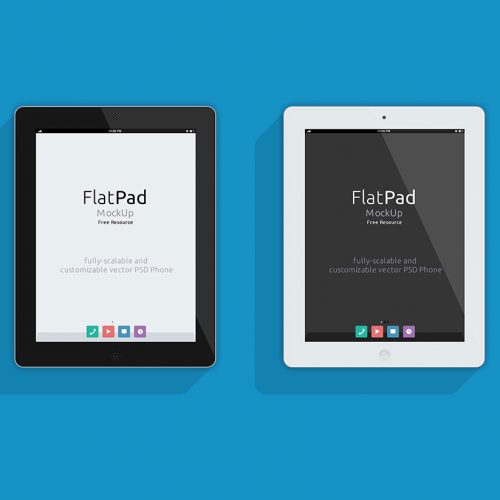 FlatPad
MockUp
Free Resource
fully-scalable and
customizable vector PSD Phone
FlatPad
MockUp
Free Resource
fully-scalable and
customizable vector PSD Phone